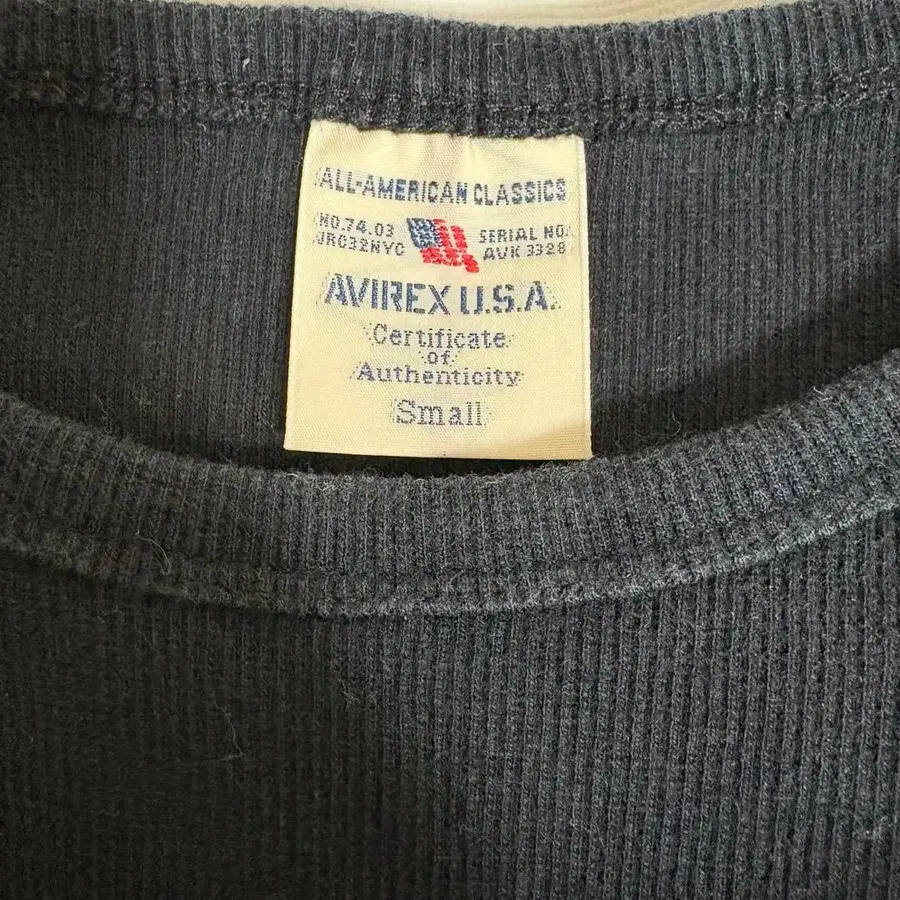 ALL-AMERICAN CLASSICS
NO.74.03 SERIAL NO.
JRC32NYC AVK 3328
AVIREX U.S.A.
Certificate
of
Authenticity
Small